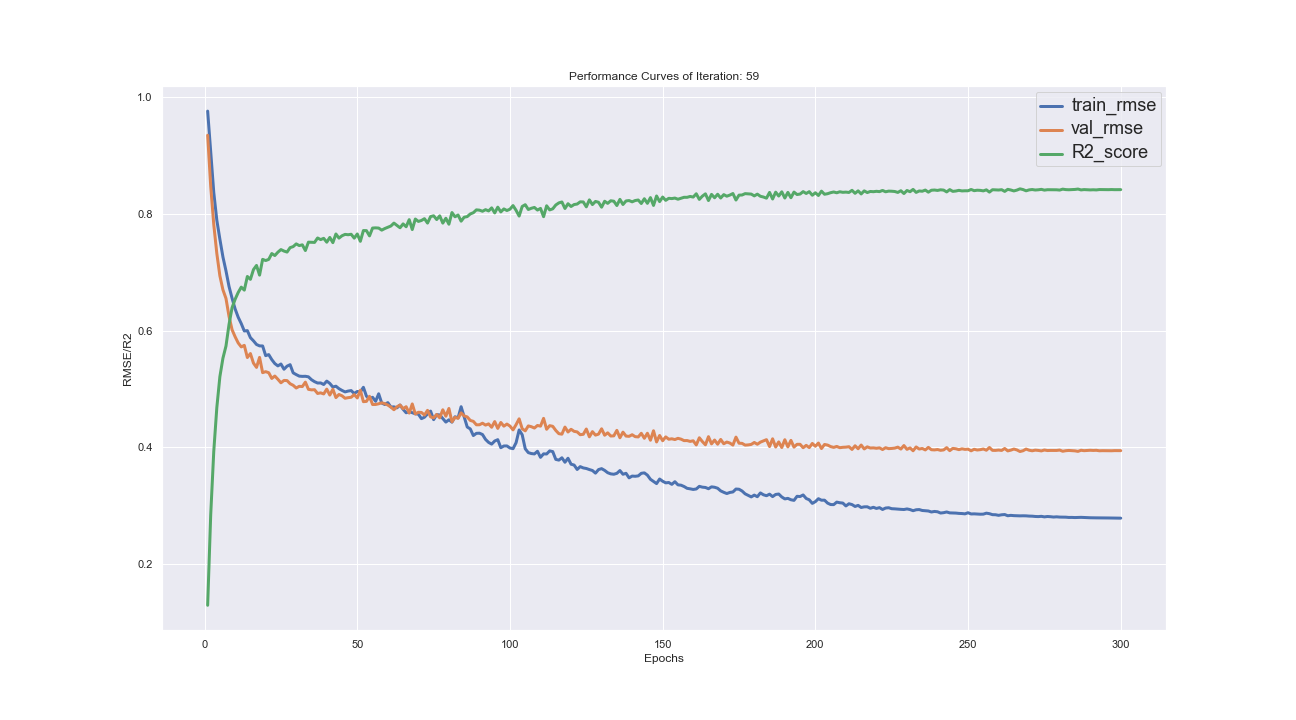 Performance Curves of Iteration: 59
train_rmse
val_rmse
R2_score
RMSE/R2
1.0
0.8
0.6
0.4
0.2
0
50
100
150
200
250
300
Epochs